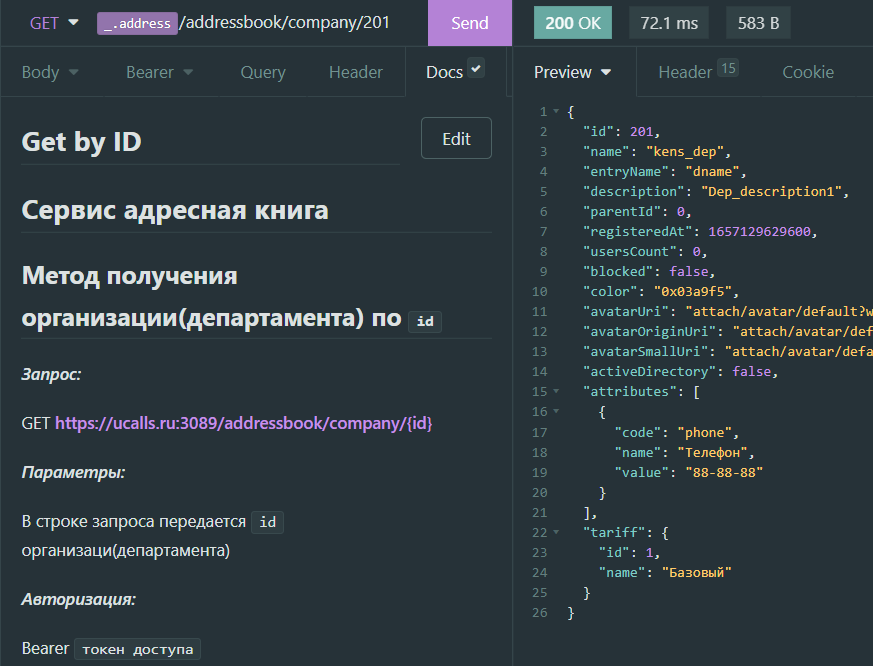 GET _.address /addressbook/company/201 Send 200 OK 72.1 ms 583 B
Body Bearer Query Header Docs Preview Header 15 Cookie
Get by ID Edit
Сервис адресная книга
Метод получения
организации(департамента) по id
Запрос:
GET https://ucalls.ru:3089/addressbook/company/{id}
Параметры:
В строке запроса передается id
организаци(департамента)
Авторизация:
Bearer токен доступа
1 {
2 "id": 201,
3 "name": "kens_dep",
4 "entryName": "dname",
5 "description": "Dep_description1",
6 "parentId": 0,
7 "registeredAt": 1657129629600,
8 "usersCount": 0,
9 "blocked": false,
10 "color": "0x03a9f5",
11 "avatarUri": "attach/avatar/default?w
12 "avatarOriginUri": "attach/avatar/def
13 "avatarSmallUri": "attach/avatar/defa
14 "activeDirectory": false,
15 "attributes": [
16 {
17 "code": "phone",
18 "name": "Телефон",
19 "value": "88-88-88"
20 }
21 ],
22 "tariff": {
23 "id": 1,
24 "name": "Базовый"
25 }
26 }